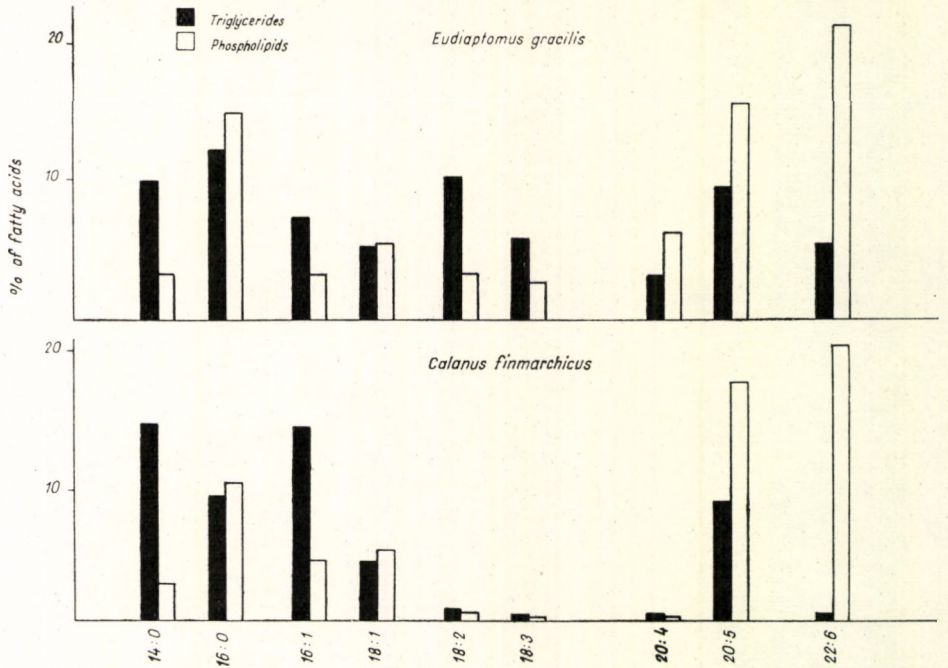 Triglycerides
Phospholipids
Eudiaptomus gracilis
20
10
% of fatty acids
Calanus finmarchicus
20
10
14:0 16:0 16:1 18:1 18:2 18:3 20:4 20:5 22:6